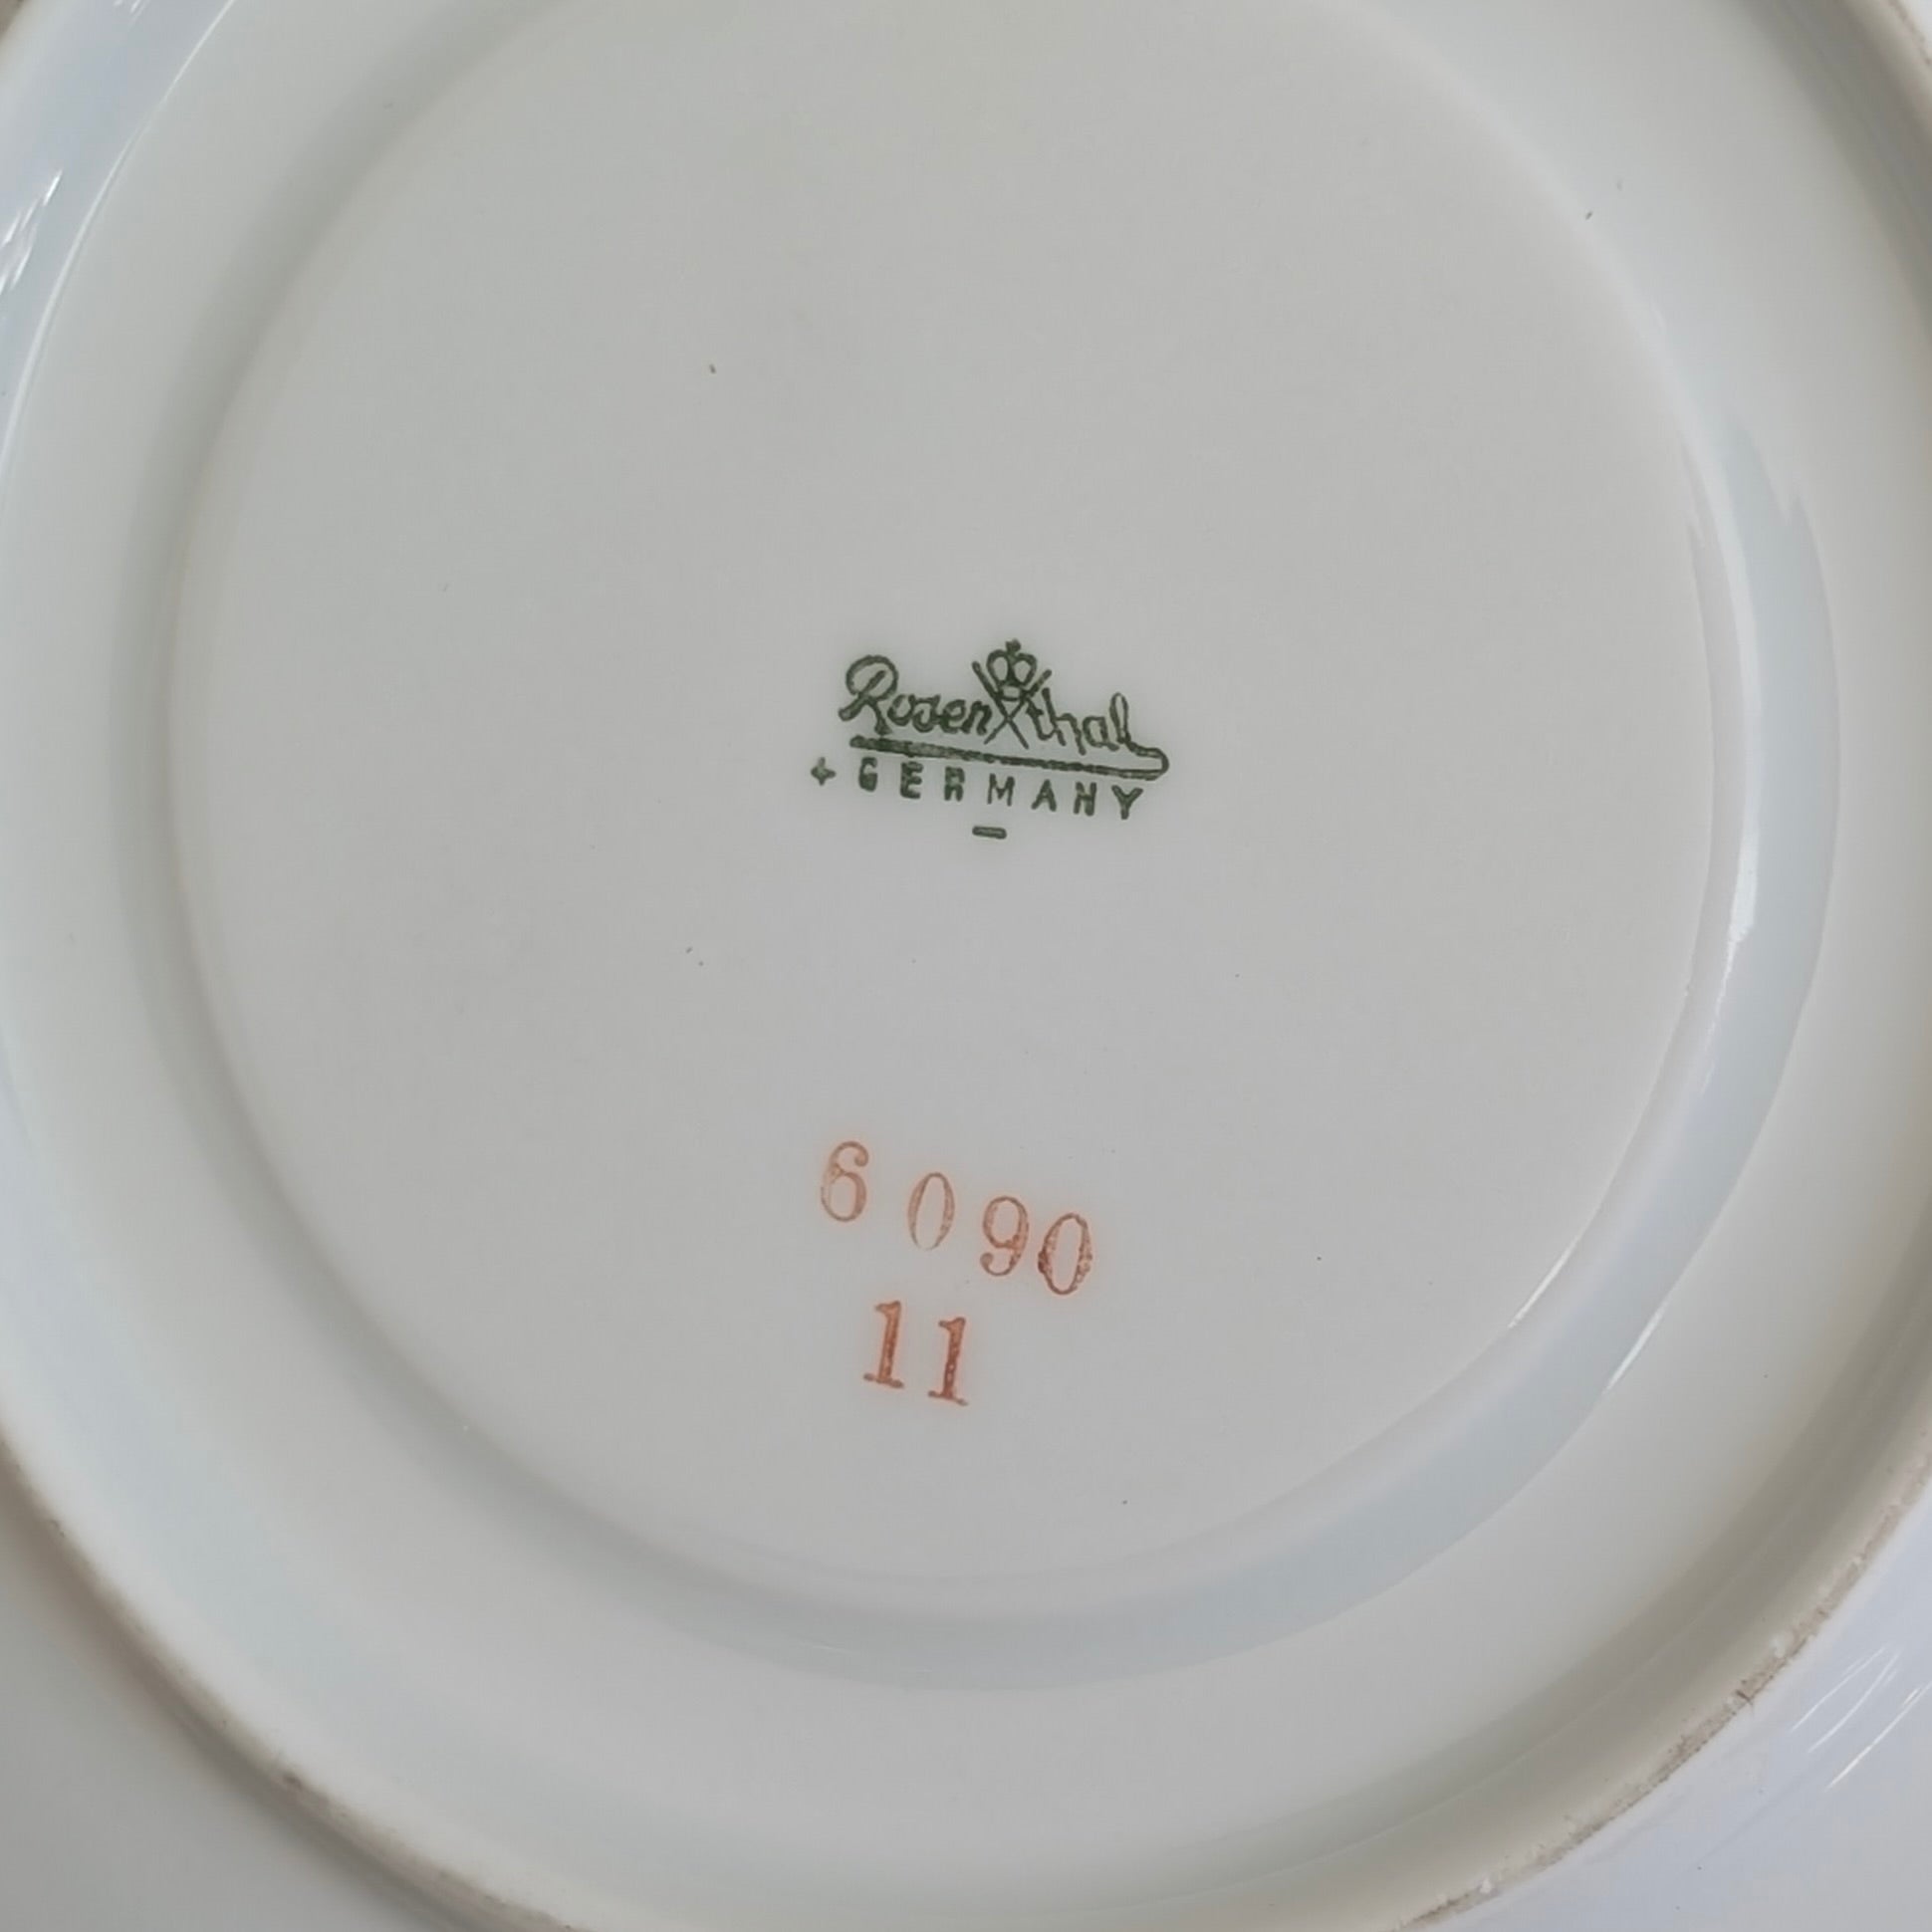 Rosenthal
GERMANY
6090
11